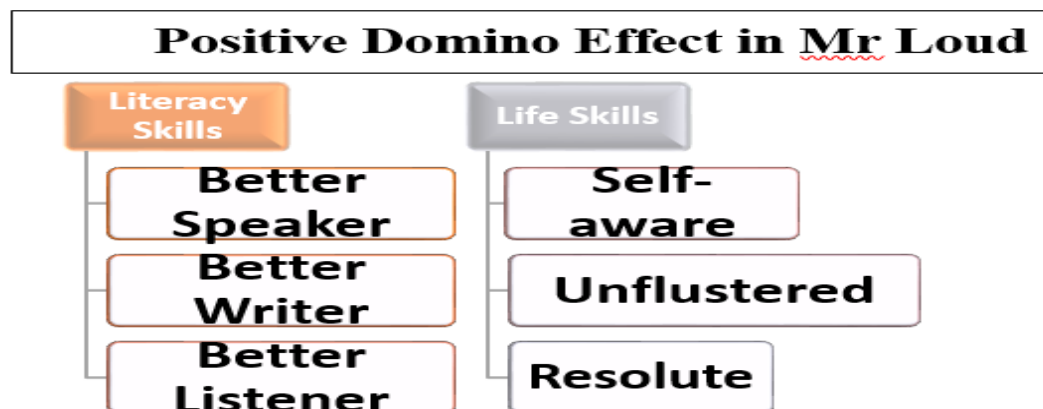 Positive Domino Effect in Mr Loud
Literacy
Skills
Better
Speaker
Better
Writer
Better
Listener
Life Skills
Self-
aware
Unflustered
Resolute